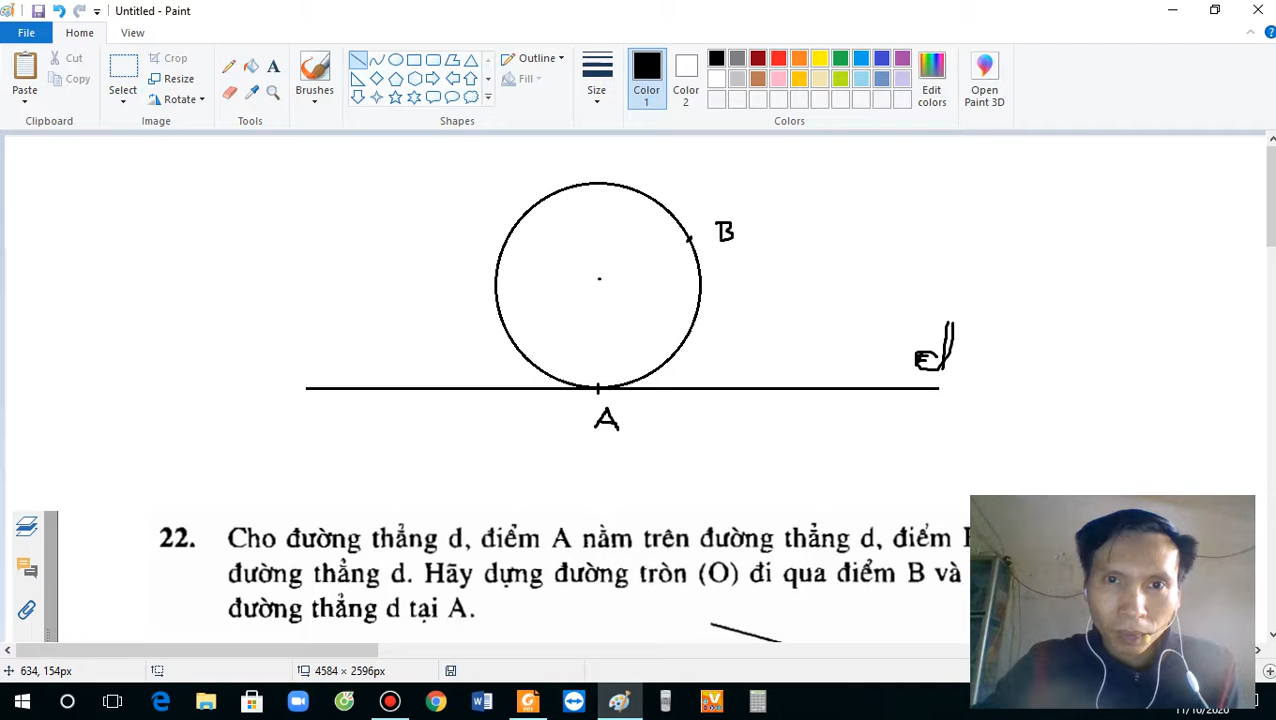 Untitled - Paint
File Home View
Paste
Cut
Copy
Clipboard
Select
Crop
Resize
Rotate
Image
Tools
A
Brushes
Shapes
Outline
Fill
Size
Color
1
Color
2
Edit
colors
Open
Paint 3D
Colors
B
d
A
22. Cho đường thẳng d, điểm A nằm trên đường thẳng d, điểm
đường thẳng d. Hãy dựng đường tròn (O) đi qua điểm B và
đường thẳng d tại A.
634, 154px
4584 × 2596px
11/10/2020